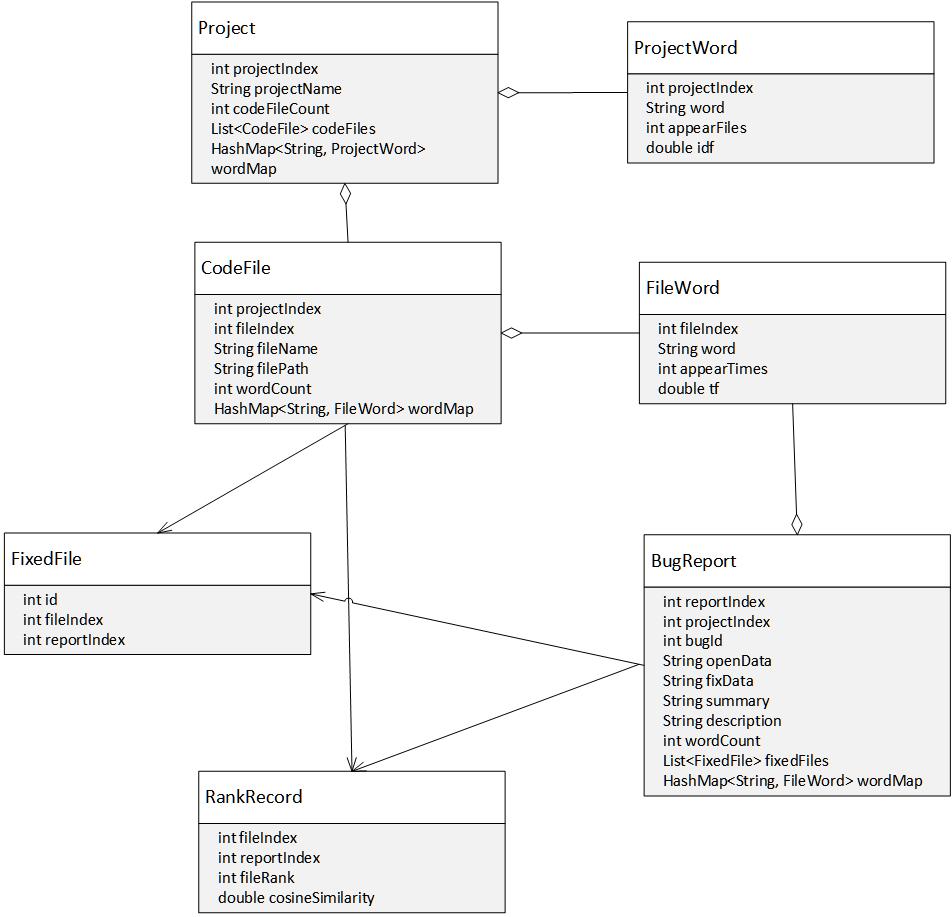 Project
int projectIndex
String projectName
int codeFileCount
List<CodeFile> codeFiles
HashMap<String, ProjectWord>
wordMap
ProjectWord
int projectIndex
String word
int appearFiles
double idf
CodeFile
int projectIndex
int fileIndex
String fileName
String filePath
int wordCount
HashMap<String, FileWord> wordMap
FileWord
int fileIndex
String word
int appearTimes
double tf
FixedFile
int id
int fileIndex
int reportIndex
BugReport
int reportIndex
int projectIndex
int bugId
String openData
String fixData
String summary
String description
int wordCount
List<FixedFile> fixedFiles
HashMap<String, FileWord> wordMap
RankRecord
int fileIndex
int reportIndex
int fileRank
double cosineSimilarity